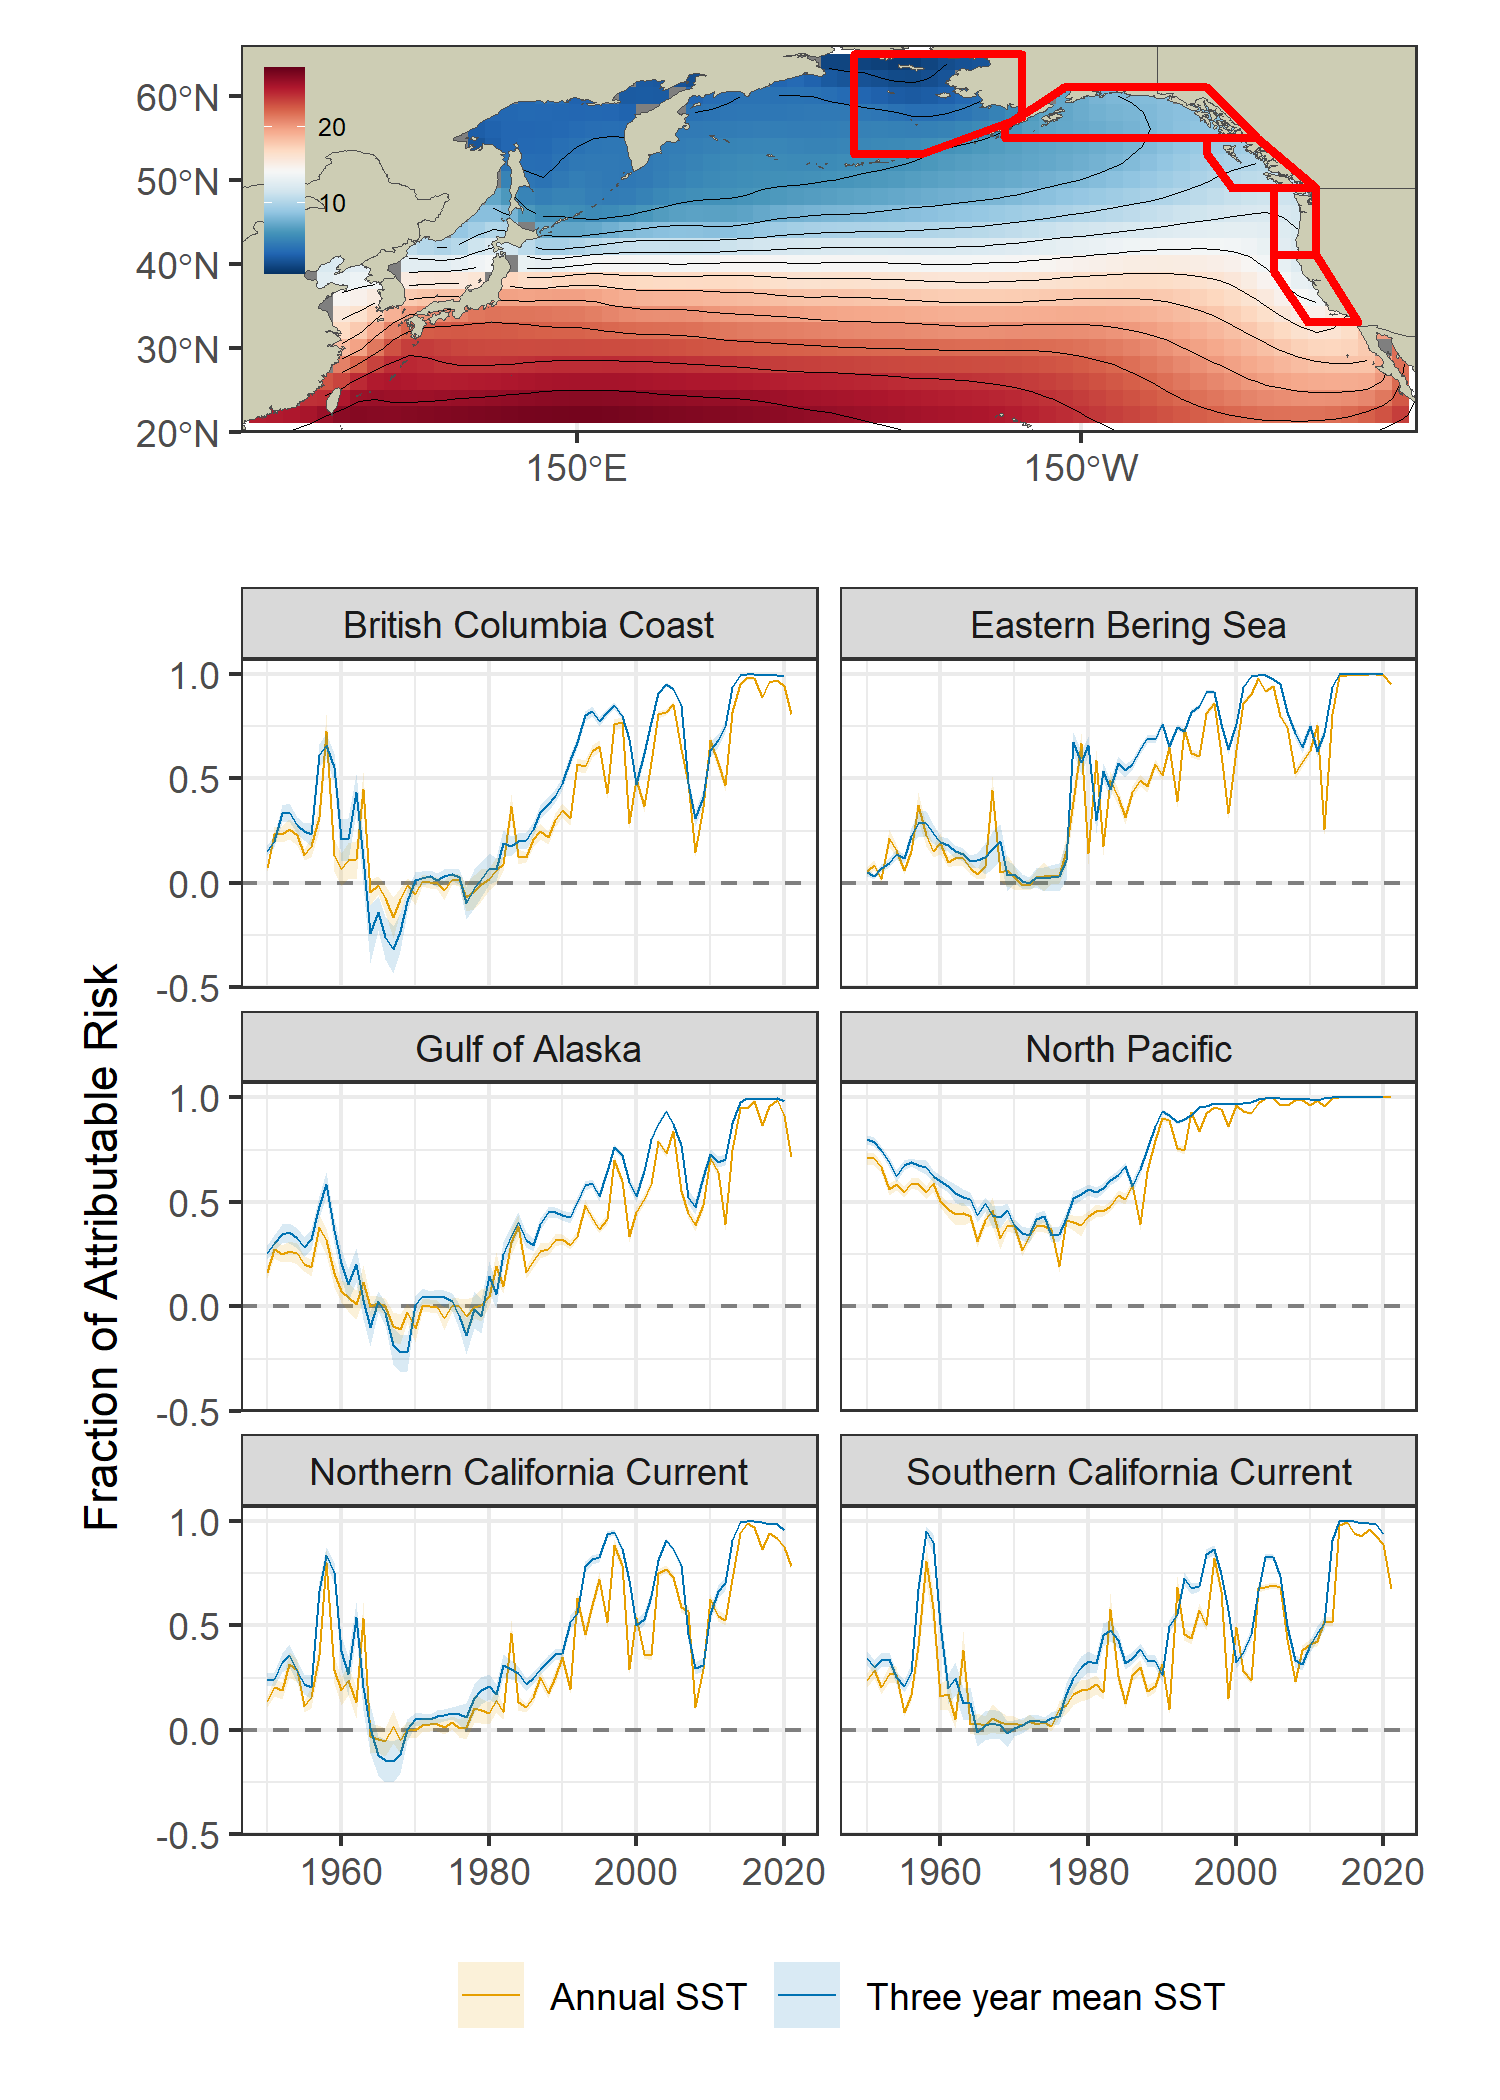 60°N
50°N
40°N
30°N
20°N
20
10
150°E
150°W
Fraction of Attributable Risk
British Columbia Coast
Eastern Bering Sea
1.0
0.5
0.0
-0.5
Gulf of Alaska
North Pacific
1.0
0.5
0.0
-0.5
Northern California Current
Southern California Current
1.0
0.5
0.0
-0.5
1960 1980 2000 2020 1960 1980 2000 2020
Annual SST Three year mean SST